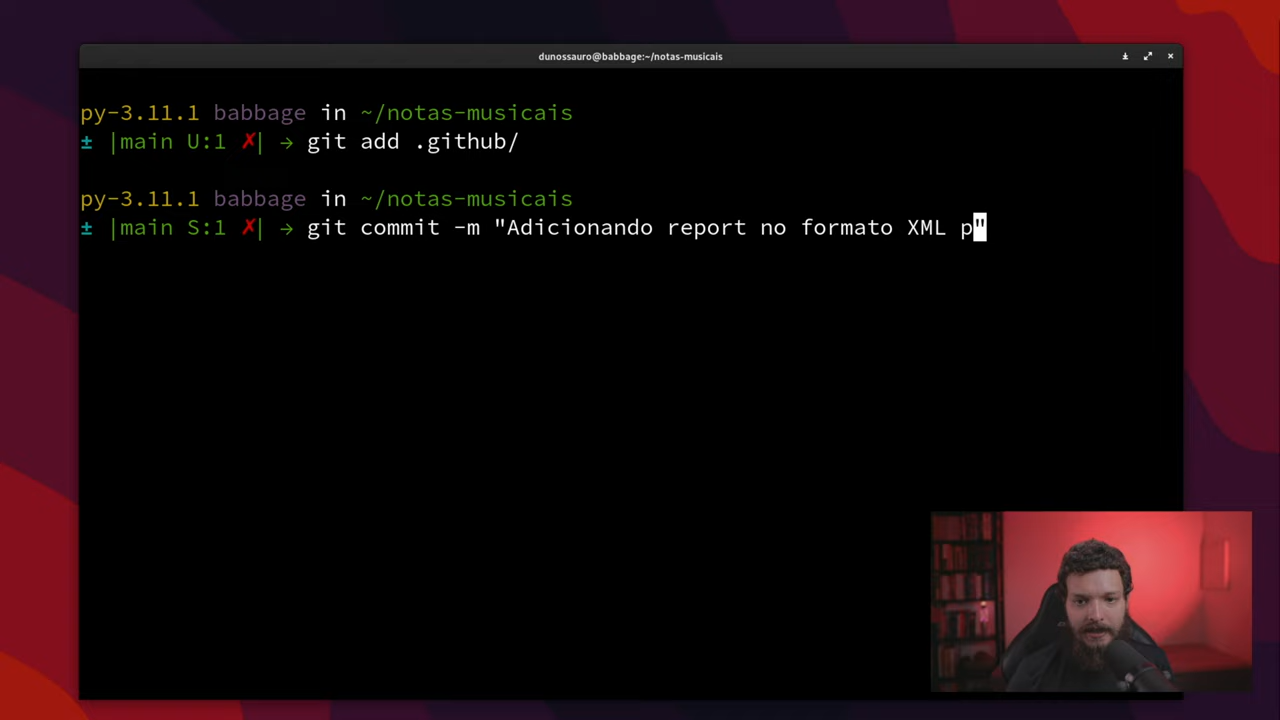 dunossauro@babbage:~/notas-musicais
py-3.11.1 babbage in ~/notas-musicais
± |main U:1 ✗| → git add .github/
py-3.11.1 babbage in ~/notas-musicais
± |main S:1 ✗| → git commit -m "Adicionando report no formato XML p"